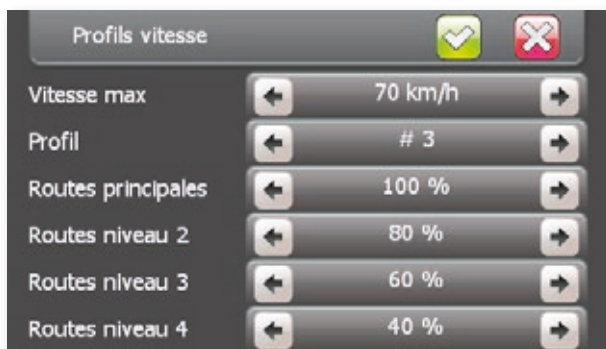 Profils vitesse
Vitesse max 70 km/h
Profil # 3
Routes principales 100 %
Routes niveau 2 80 %
Routes niveau 3 60 %
Routes niveau 4 40 %